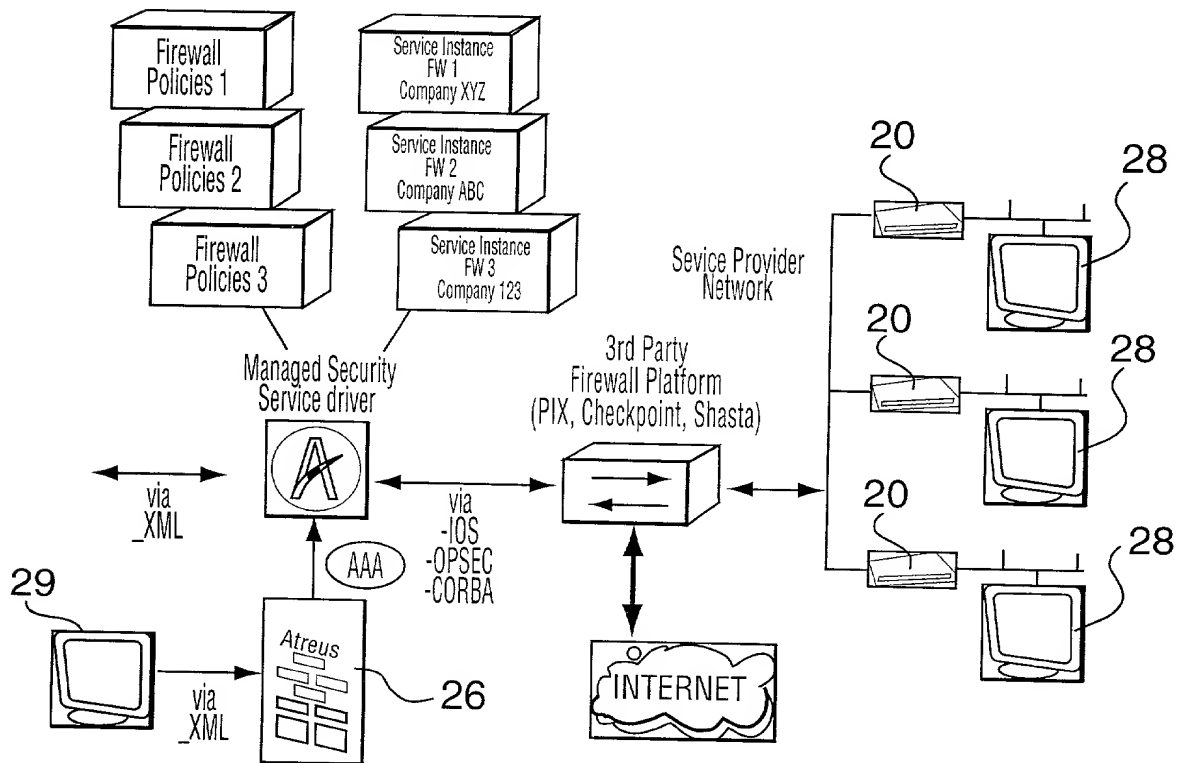 Firewall
Policies 1
Service Instance
FW 1
Company XYZ
Firewall
Policies 2
Service Instance
FW 2
Company ABC
Firewall
Policies 3
Service Instance
FW 3
Company 123
20
28
Sevice Provider
Network
20
28
Managed Security
Service driver
3rd Party
Firewall Platform
(PIX, Checkpoint, Shasta)
A
via
_XML
via
-IOS
-OPSEC
-CORBA
AAA
20
28
29
Atreus
26
via
_XML
INTERNET